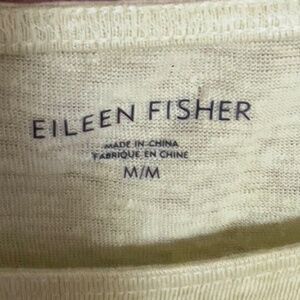 EILEEN FISHER
MADE IN CHINA
FABRIQUE EN CHINE
M/M